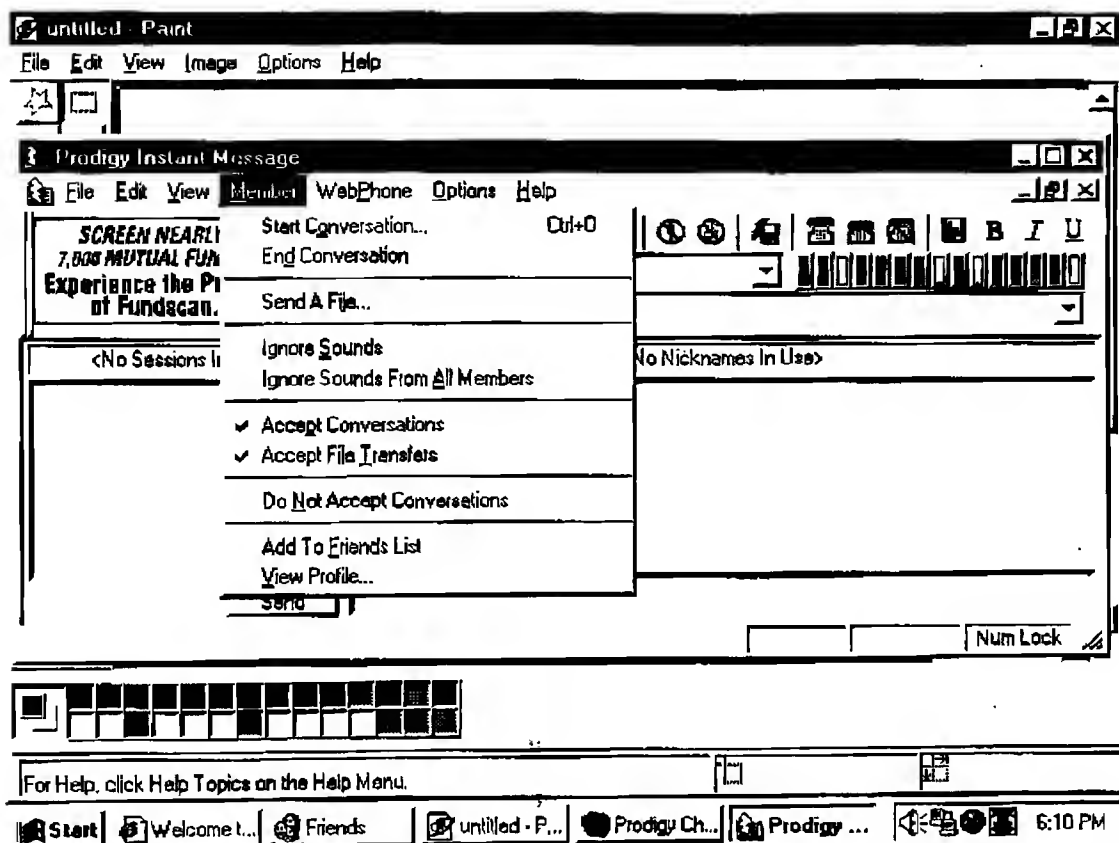 untitled - Paint
File Edit View Image Options Help
Prodigy Instant Message
File Edit View Member WebPhone Options Help
SCREEN NEARL
7,000 MUTUAL FUN
Experience the P
of Fundscan.
Start Conversation... Ctrl+O
End Conversation
Send A File...
Ignore Sounds
Ignore Sounds From All Members
Accept Conversations
Accept File Transfers
Do Not Accept Conversations
Add To Friends List
View Profile...
B I U
<No Sessions I
No Nicknames In Use>
Send
Num Lock
For Help, click Help Topics on the Help Menu.
Start Welcome t... Friends untitled - P... Prodigy Ch... Prodigy ... 6:10 PM